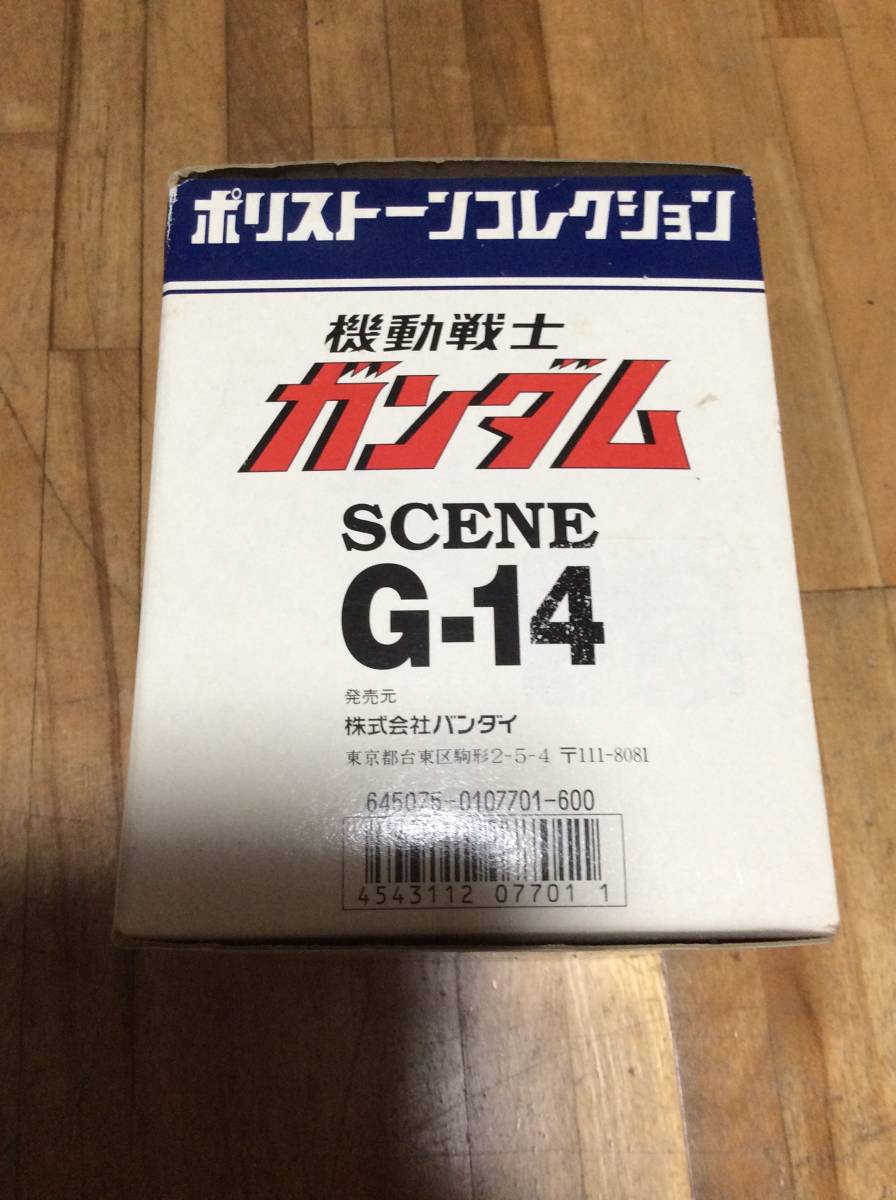 ポリストーンコレクション
機動戦士
ガンダム
SCENE
G-14
発売元
株式会社バンダイ
東京都台東区駒形2-5-4 〒111-8081
645075-0107701-600
4543112 07701 1